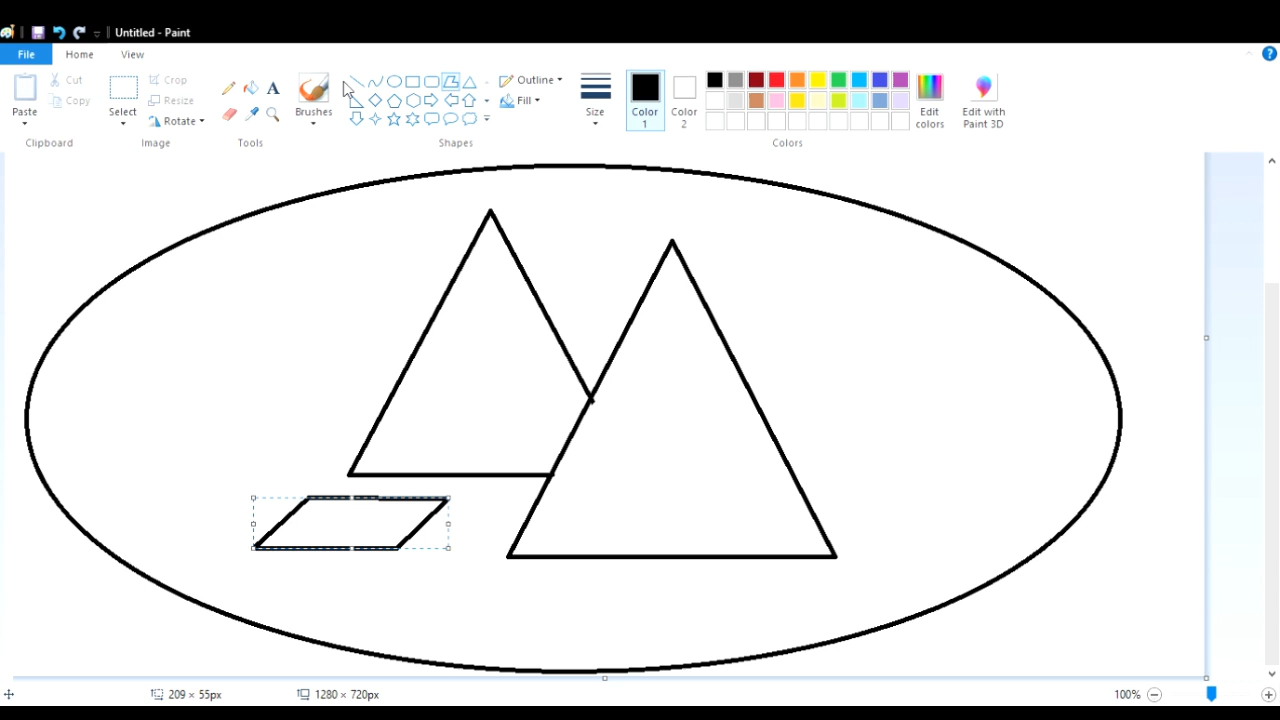 Untitled - Paint
File Home View
Paste Cut Copy Select Crop Resize Rotate A Brushes Outline Fill Size Color 1 Color 2 Edit colors Edit with Paint 3D
Clipboard Image Tools Shapes Colors
209 × 55px 1280 × 720px 100%